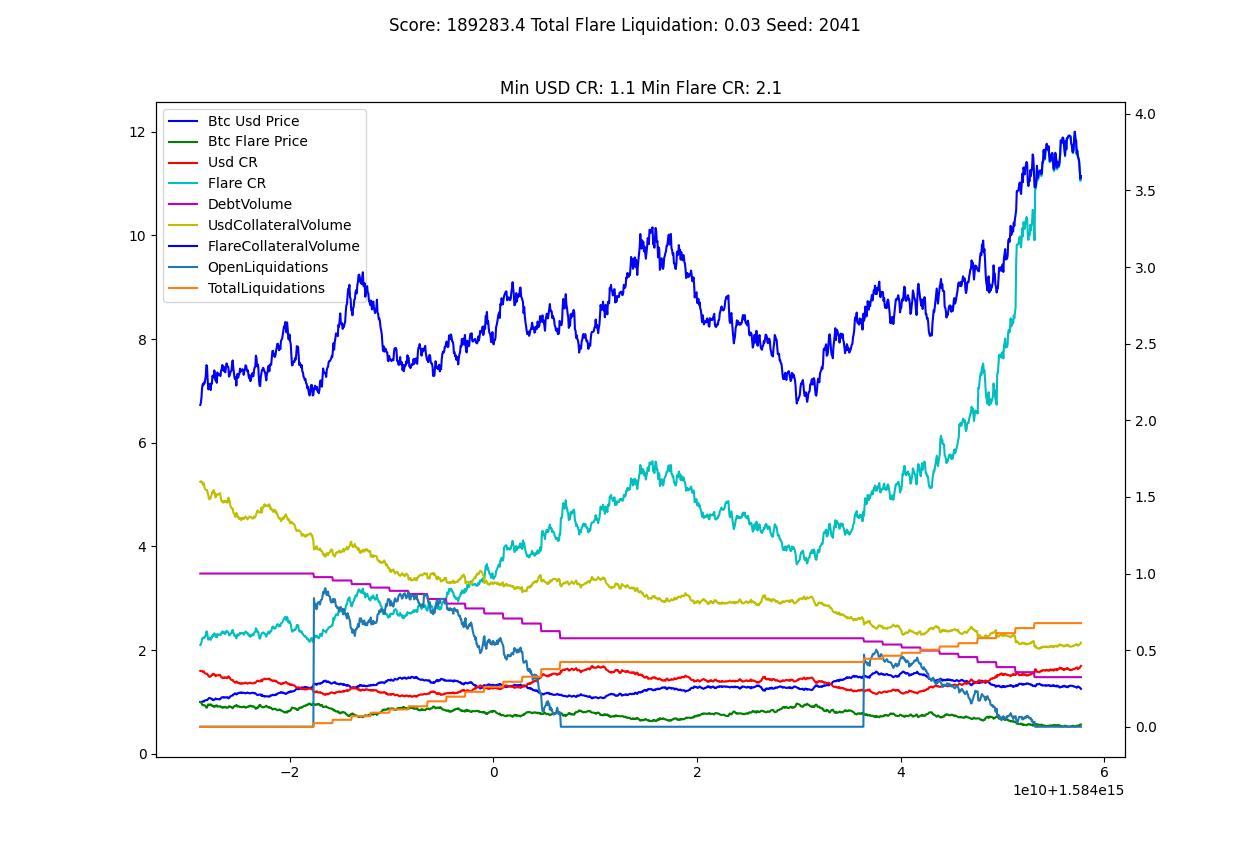 Score: 189283.4 Total Flare Liquidation: 0.03 Seed: 2041
Min USD CR: 1.1 Min Flare CR: 2.1
Btc Usd Price
Btc Flare Price
Usd CR
Flare CR
DebtVolume
UsdCollateralVolume
FlareCollateralVolume
OpenLiquidations
TotalLiquidations
12
10
8
6
4
2
0
4.0
3.5
3.0
2.5
2.0
1.5
1.0
0.5
0.0
−2 0 2 4 6
1e10+1.584e15